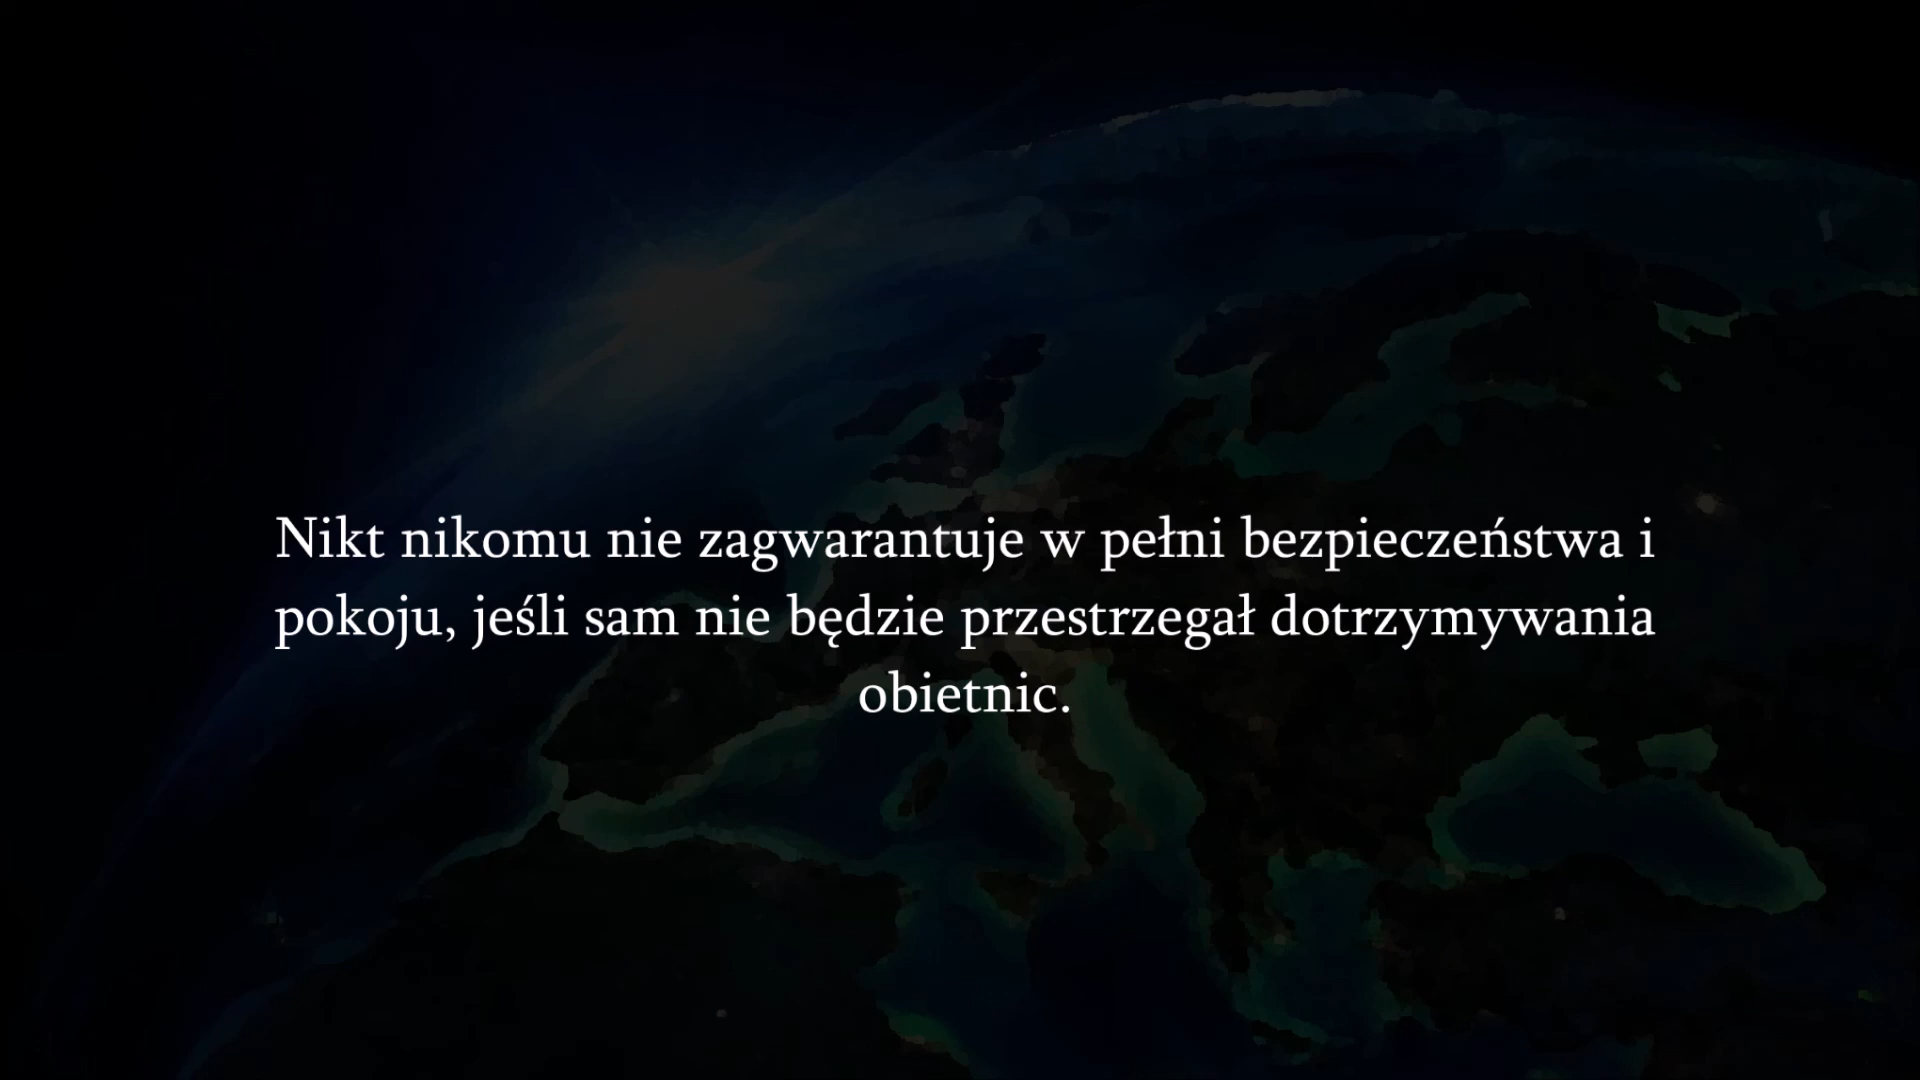 Nikt nikomu nie zagwarantuje w pełni bezpieczeństwa i
pokoju, jeśli sam nie będzie przestrzegał dotrzymywania
obietnic.